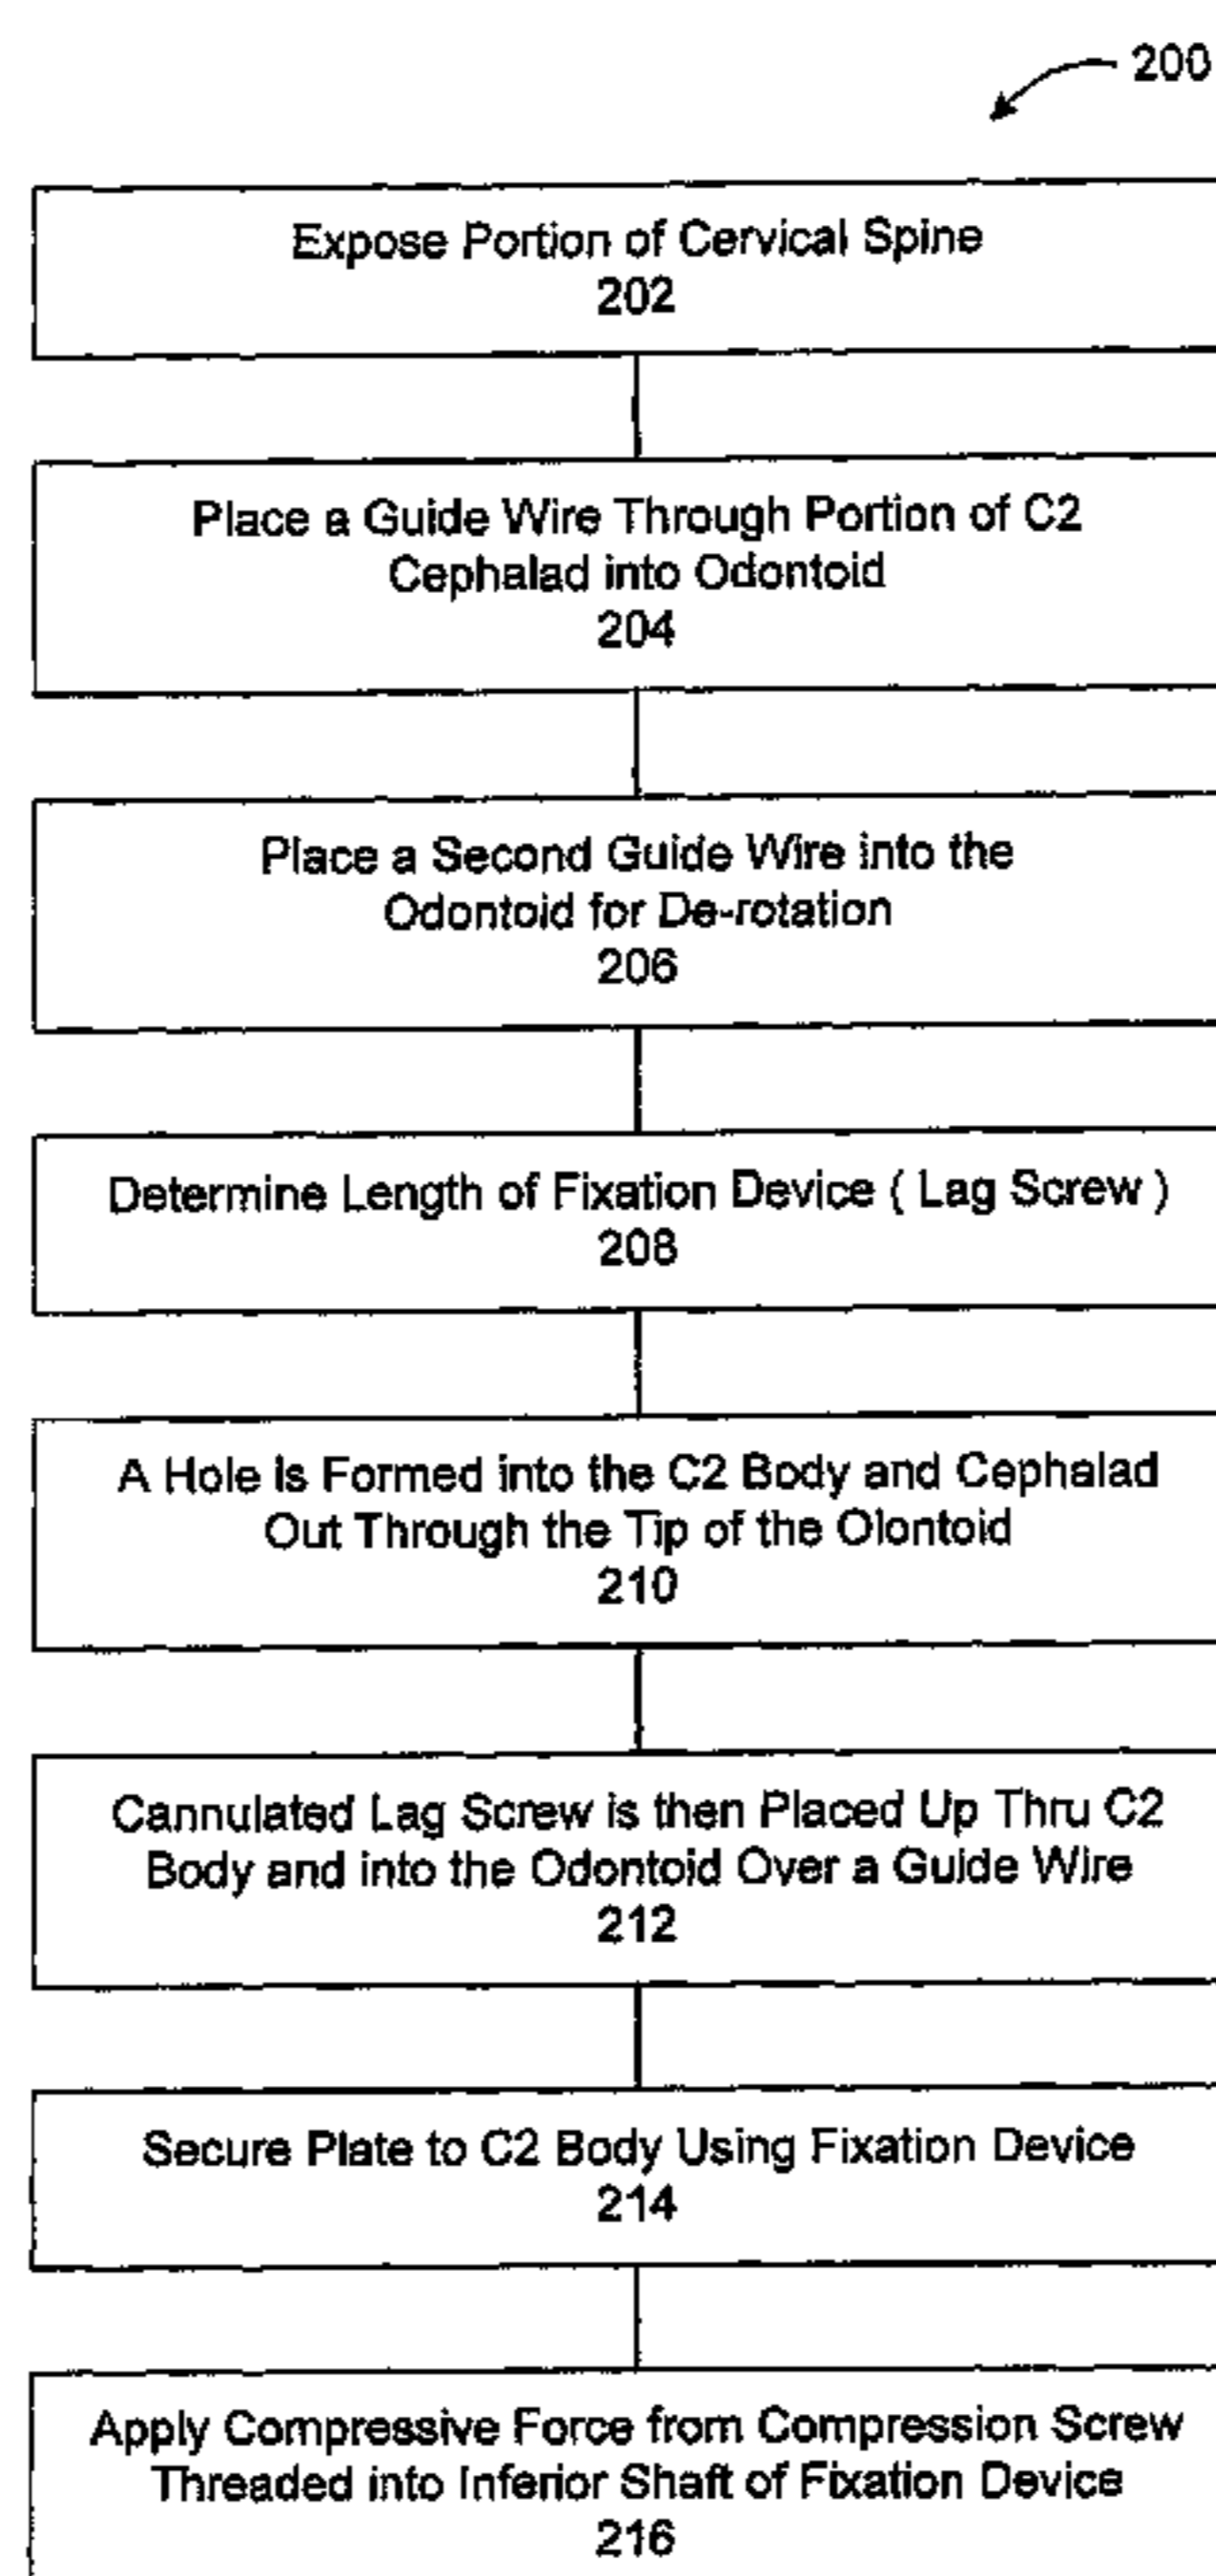 200
Expose Portion of Cervical Spine
202
Place a Guide Wire Through Portion of C2
Cephalad into Odontoid
204
Place a Second Guide Wire into the
Odontoid for De-rotation
206
Determine Length of Fixation Device ( Lag Screw )
208
A Hole is Formed into the C2 Body and Cephalad
Out Through the Tip of the Olontoid
210
Cannulated Lag Screw is then Placed Up Thru C2
Body and into the Odontoid Over a Guide Wire
212
Secure Plate to C2 Body Using Fixation Device
214
Apply Compressive Force from Compression Screw
Threaded into Inferior Shaft of Fixation Device
216